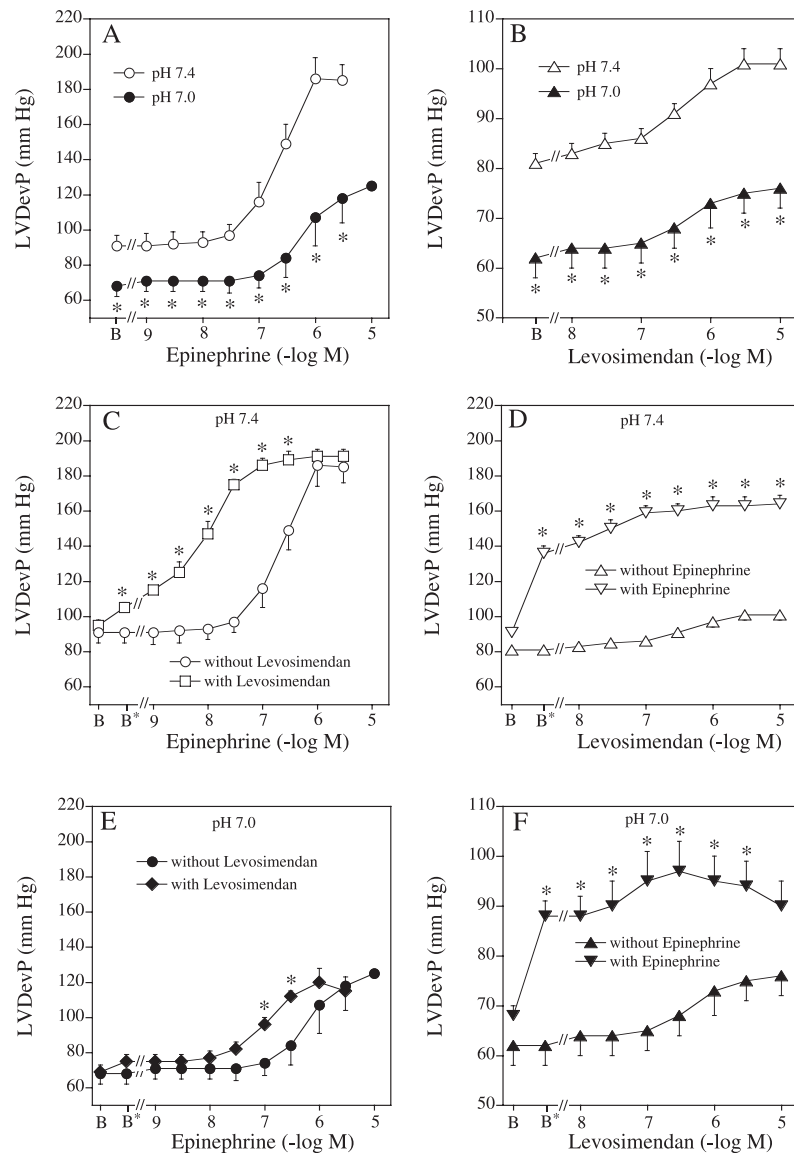 A
pH 7.4
pH 7.0
LVDevP (mm Hg)
200
180
160
140
120
100
80
60
* * * * * * * * *
B // 9 8 7 6 5
Epinephrine (-log M)
B
pH 7.4
pH 7.0
LVDevP (mm Hg)
110
100
90
80
70
60
50
* * * * * * * *
B // 8 7 6 5
Levosimendan (-log M)
C
pH 7.4
LVDevP (mm Hg)
220
200
180
160
140
120
100
80
60
* * * * * * *
without Levosimendan
with Levosimendan
B B* // 9 8 7 6 5
Epinephrine (-log M)
D
pH 7.4
LVDevP (mm Hg)
220
200
180
160
140
120
100
80
60
* * * * * * * *
without Epinephrine
with Epinephrine
B B* // 8 7 6 5
Levosimendan (-log M)
E
pH 7.0
LVDevP (mm Hg)
220
200
180
160
140
120
100
80
60
without Levosimendan
with Levosimendan
* *
B B* // 9 8 7 6 5
Epinephrine (-log M)
F
pH 7.0
LVDevP (mm Hg)
110
100
90
80
70
60
50
* * * * * * *
without Epinephrine
with Epinephrine
B B* // 8 7 6 5
Levosimendan (-log M)